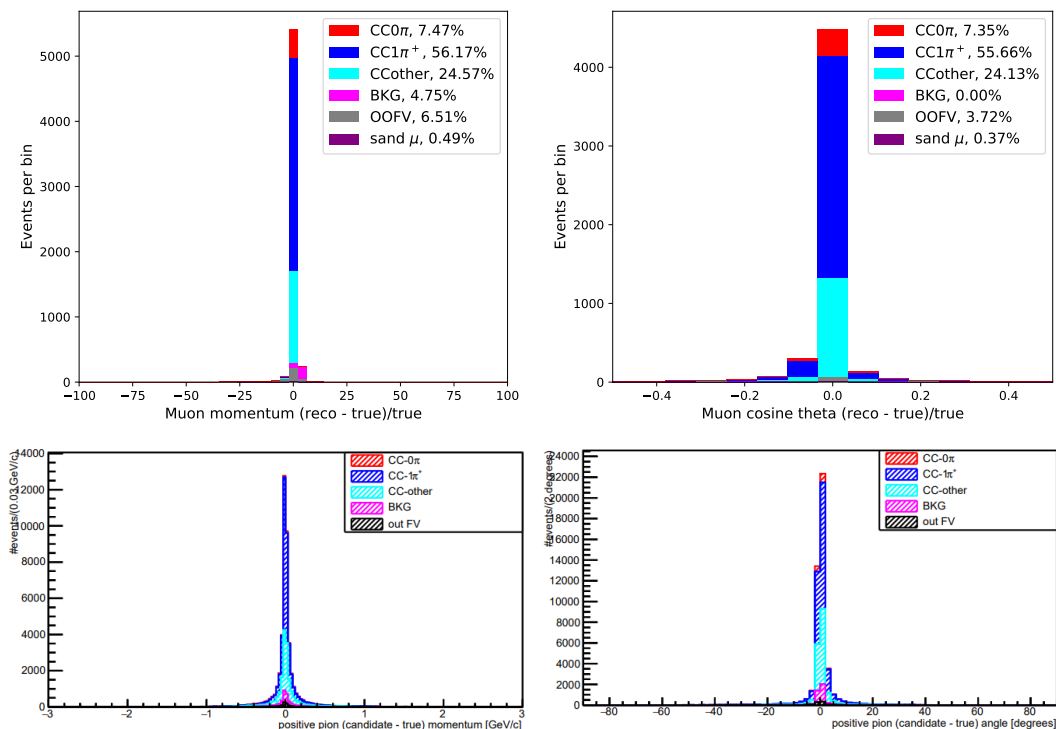 CC0π, 7.47%
CC1π⁺, 56.17%
CCother, 24.57%
BKG, 4.75%
OOFV, 6.51%
sand μ, 0.49%
Events per bin
5000
4000
3000
2000
1000
0
−100 −75 −50 −25 0 25 50 75 100
Muon momentum (reco - true)/true
CC0π, 7.35%
CC1π⁺, 55.66%
CCother, 24.13%
BKG, 0.00%
OOFV, 3.72%
sand μ, 0.37%
Events per bin
4000
3000
2000
1000
0
−0.4 −0.2 0.0 0.2 0.4
Muon cosine theta (reco - true)/true
#events/(0.03 GeV/c)
14000
12000
10000
8000
6000
4000
2000
0
CC-0π
CC-1π⁺
CC-other
BKG
out FV
−3 −2 −1 0 1 2 3
positive pion (candidate - true) momentum [GeV/c]
#events/(2 degrees)
24000
22000
20000
18000
16000
14000
12000
10000
8000
6000
4000
2000
0
CC-0π
CC-1π⁺
CC-other
BKG
out FV
−80 −60 −40 −20 0 20 40 60 80
positive pion (candidate - true) angle [degrees]